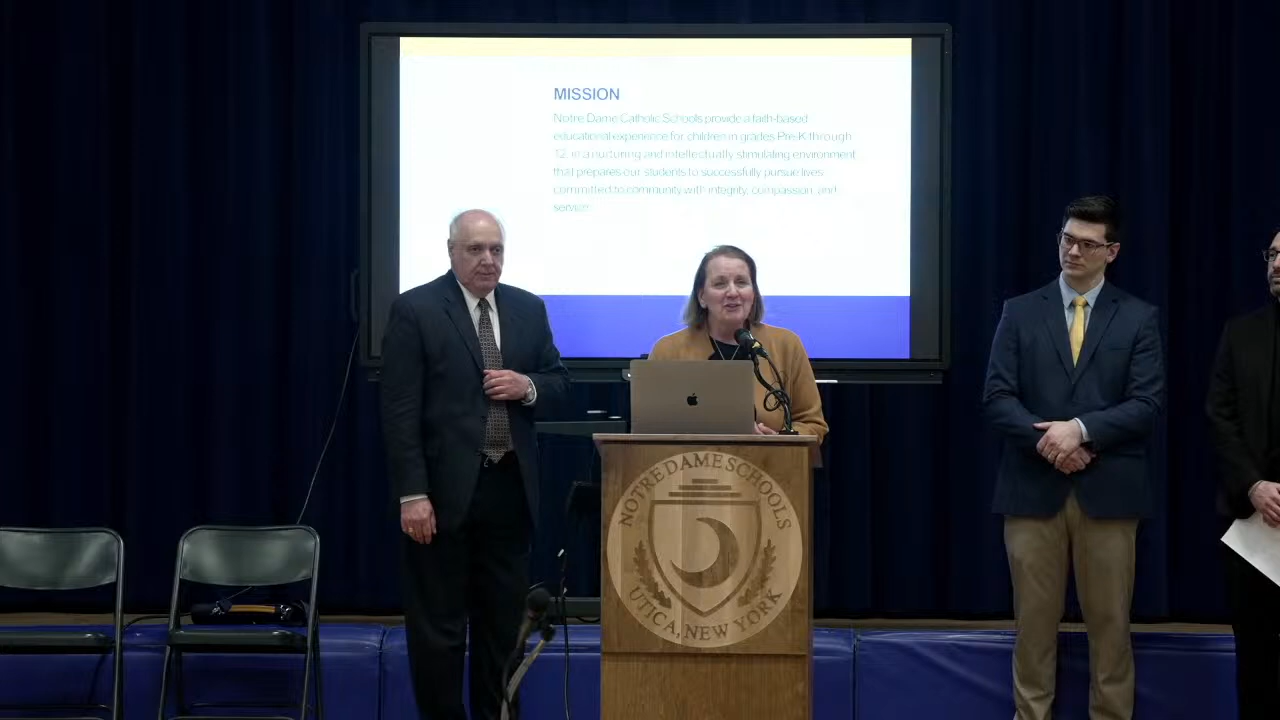 MISSION
Notre Dame Catholic Schools provide a faith-based
educational experience for children in grades Pre-K through
12, in a nurturing and intellectually stimulating environment
that prepares our students to successfully pursue lives
committed to community with integrity, compassion, and
service.
NOTRE DAME SCHOOLS
UTICA, NEW YORK